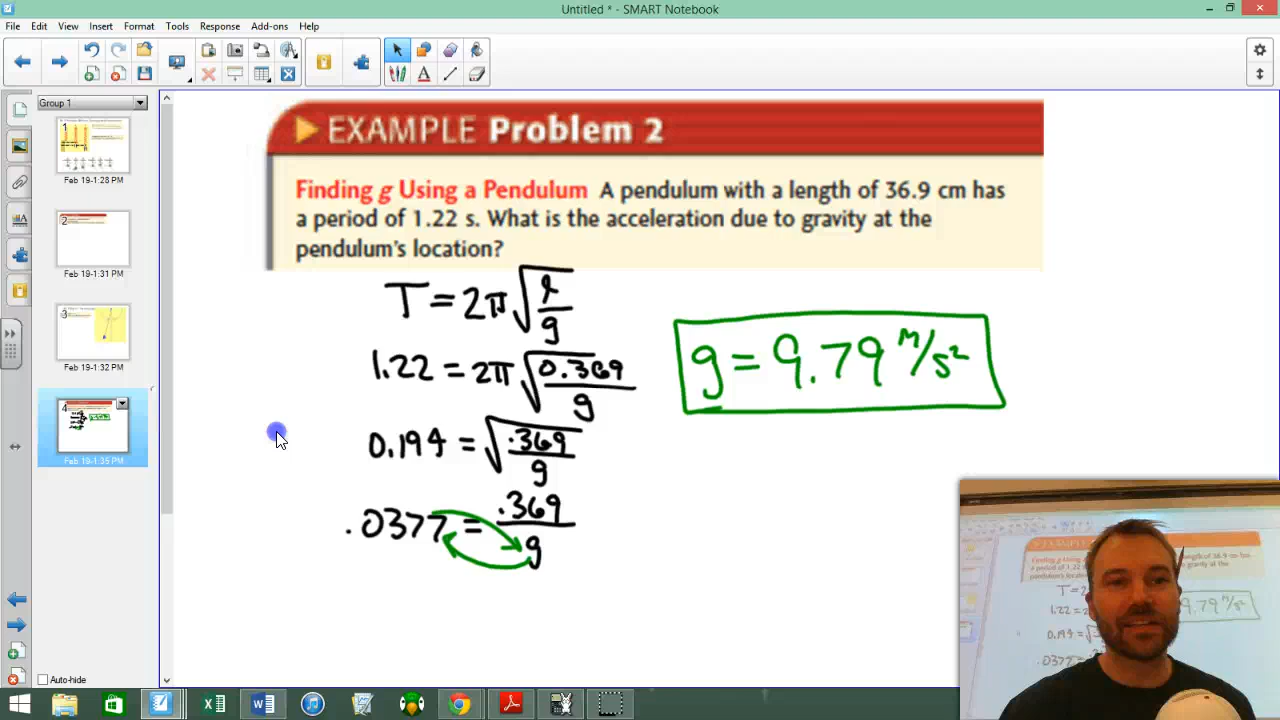 Untitled * - SMART Notebook
File Edit View Insert Format Tools Response Add-ons Help
Group 1
1
Feb 19-1:28 PM
2
Feb 19-1:31 PM
3
Feb 19-1:32 PM
4
Feb 19-1:35 PM
Auto-hide
EXAMPLE Problem 2
Finding g Using a Pendulum A pendulum with a length of 36.9 cm has
a period of 1.22 s. What is the acceleration due to gravity at the
pendulum's location?
T = 2π√(l/g)
1.22 = 2π√(0.369/g)
0.194 = √(.369/g)
.0377 = .369/g
g = 9.79 m/s²